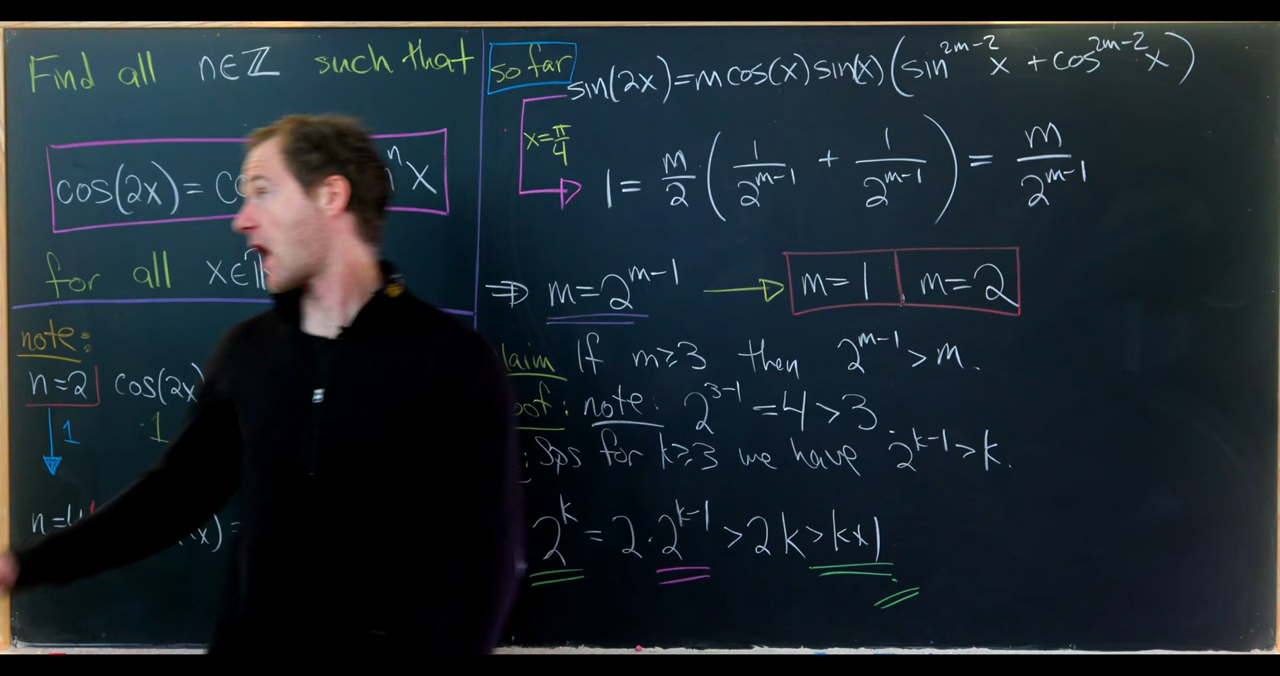 Find all n∈ℤ such that
cos(2x)=co
ⁿx
for all x∈ℝ
note:
n=2 cos(2x)
1 1
n=4 x)=
so far
sin(2x)=m cos(x) sin(x) (sin^{2m-2} x + cos^{2m-2} x)
x=π/4
1 = m/2 (1/2^{m-1} + 1/2^{m-1}) = m/2^{m-1}
⇒ m=2^{m-1} → m=1 m=2
laim If m≥3 then 2^{m-1} > m.
oof: note: 2^{3-1} =4>3.
: Sps for k≥3 we have 2^{k-1}>k.
2^k = 2·2^{k-1} >2k>k+1